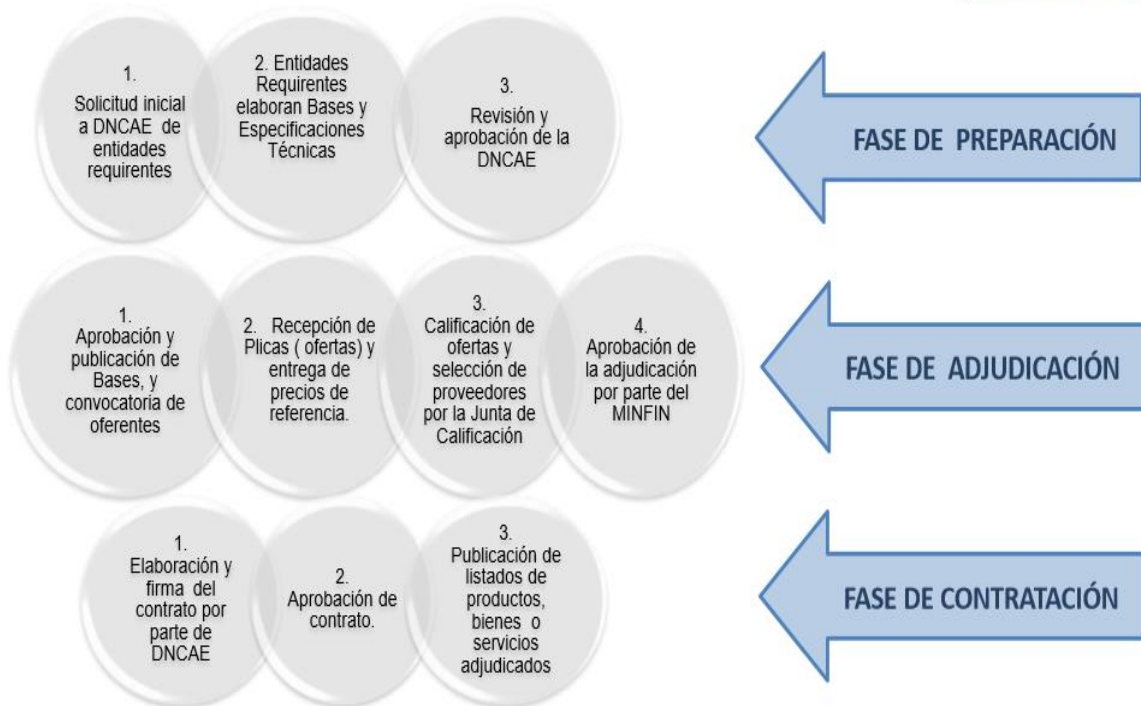 1.
Solicitud inicial
a DNCAE de
entidades
requirentes
2. Entidades
Requirentes
elaboran Bases y
Especificaciones
Técnicas
3.
Revisión y
aprobación de la
DNCAE
FASE DE PREPARACIÓN
1.
Aprobación y
publicación de
Bases, y
convocatoria de
oferentes
2. Recepción de
Plicas ( ofertas) y
entrega de
precios de
referencia.
3.
Calificación de
ofertas y
selección de
proveedores
por la Junta de
Calificación
4.
Aprobación de
la adjudicación
por parte del
MINFIN
FASE DE ADJUDICACIÓN
1.
Elaboración y
firma del
contrato por
parte de
DNCAE
2.
Aprobación de
contrato.
3.
Publicación de
listados de
productos,
bienes o
servicios
adjudicados
FASE DE CONTRATACIÓN